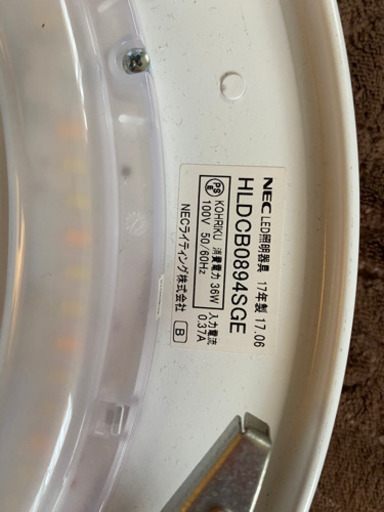 NEC LED照明器具 17年製 17.06
HLDCB0894SGE
PS E KOHRIKU 消費電力 36W 入力電流
100V 50/60Hz 0.37A
NECライティング株式会社 B